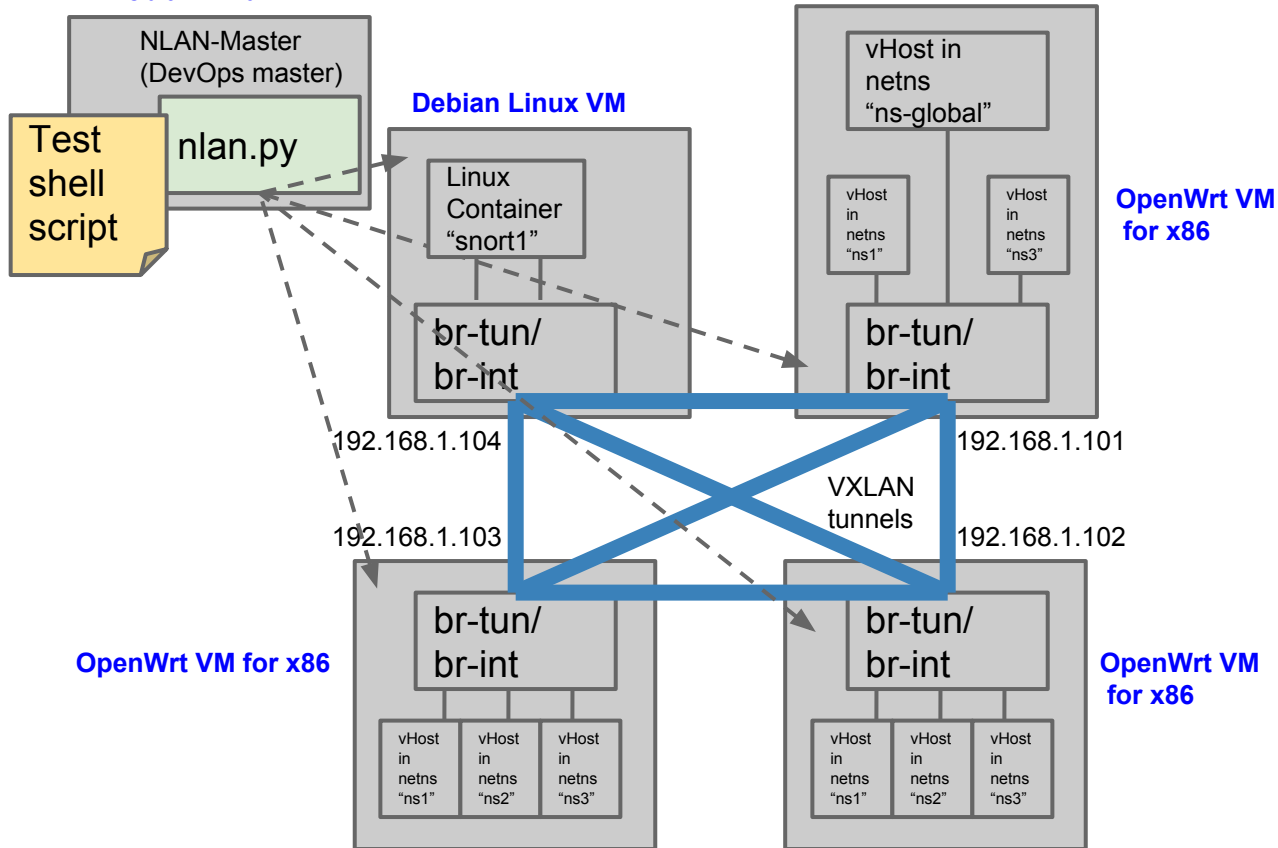 NLAN-Master
(DevOps master)
nlan.py
Test
shell
script
Debian Linux VM
Linux
Container
“snort1”
br-tun/
br-int
vHost in
netns
“ns-global”
vHost
in
netns
“ns1”
vHost
in
netns
“ns3”
OpenWrt VM
for x86
br-tun/
br-int
192.168.1.104
192.168.1.101
VXLAN
tunnels
192.168.1.103
192.168.1.102
OpenWrt VM for x86
br-tun/
br-int
vHost
in
netns
“ns1”
vHost
in
netns
“ns2”
vHost
in
netns
“ns3”
br-tun/
br-int
OpenWrt VM
for x86
vHost
in
netns
“ns1”
vHost
in
netns
“ns2”
vHost
in
netns
“ns3”